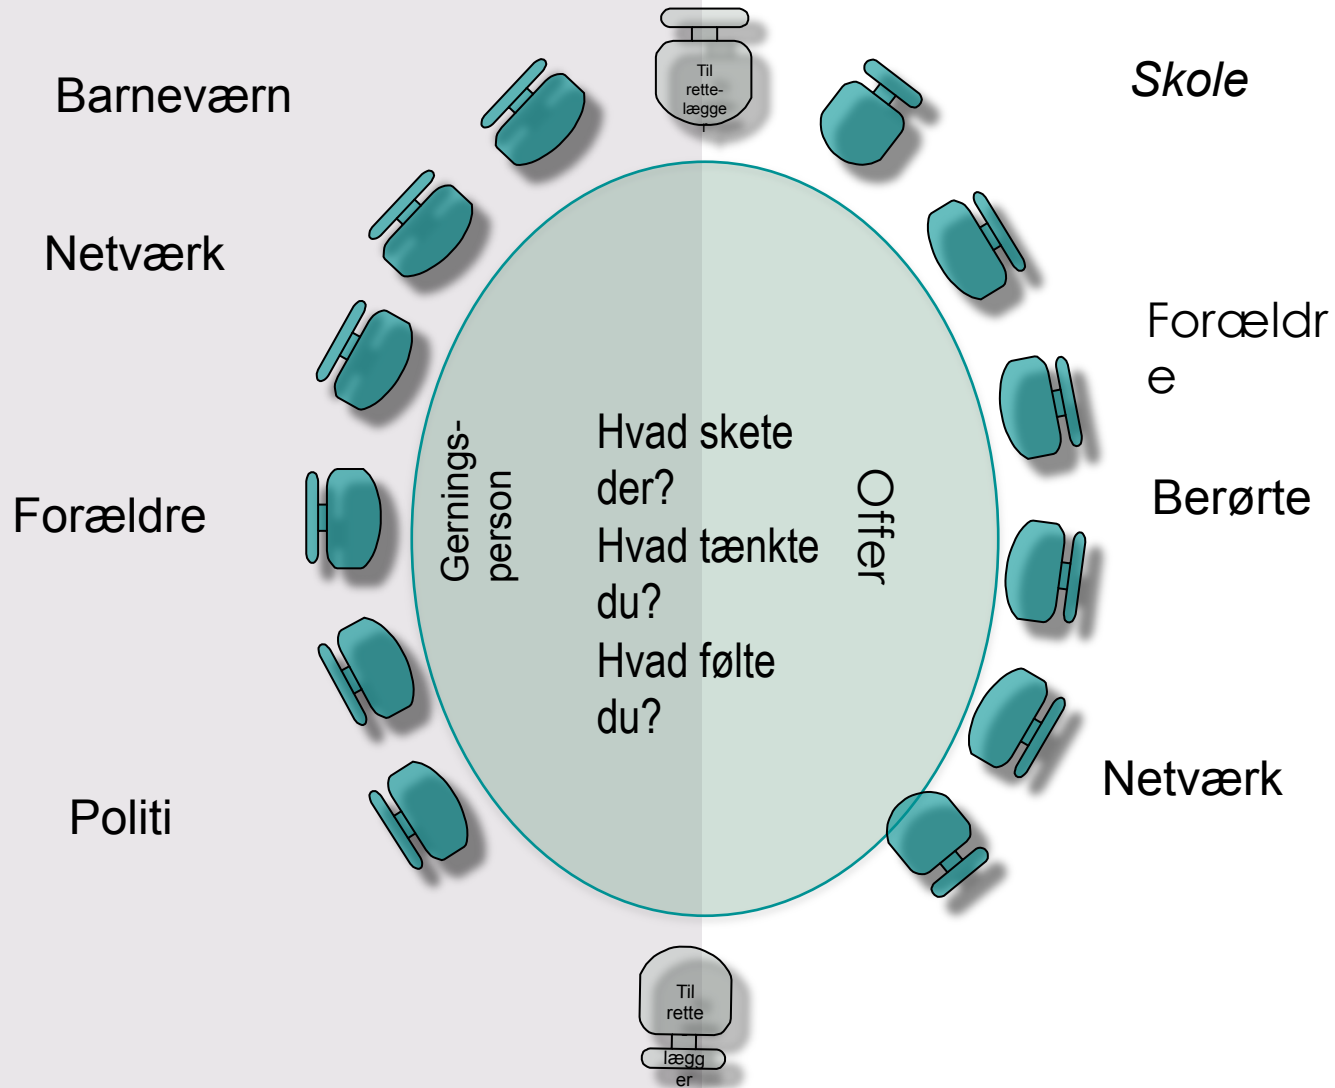 Til
rette-
lægge
r
Skole
Barneværn
Netværk
Forældr
e
Hvad skete
der?
Hvad tænkte
du?
Hvad følte
du?
Gernings-
person
Offer
Forældre
Berørte
Netværk
Politi
Til
rette
lægg
er